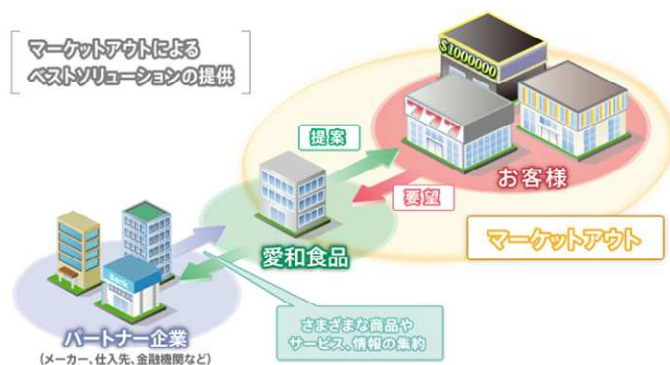 マーケットアウトによる
ベストソリューションの提供
$1000000
提案
お客様
要望
愛和食品
マーケットアウト
Bank
さまざまな商品や
サービス、情報の集約
パートナー企業
(メーカー、仕入先、金融機関など)